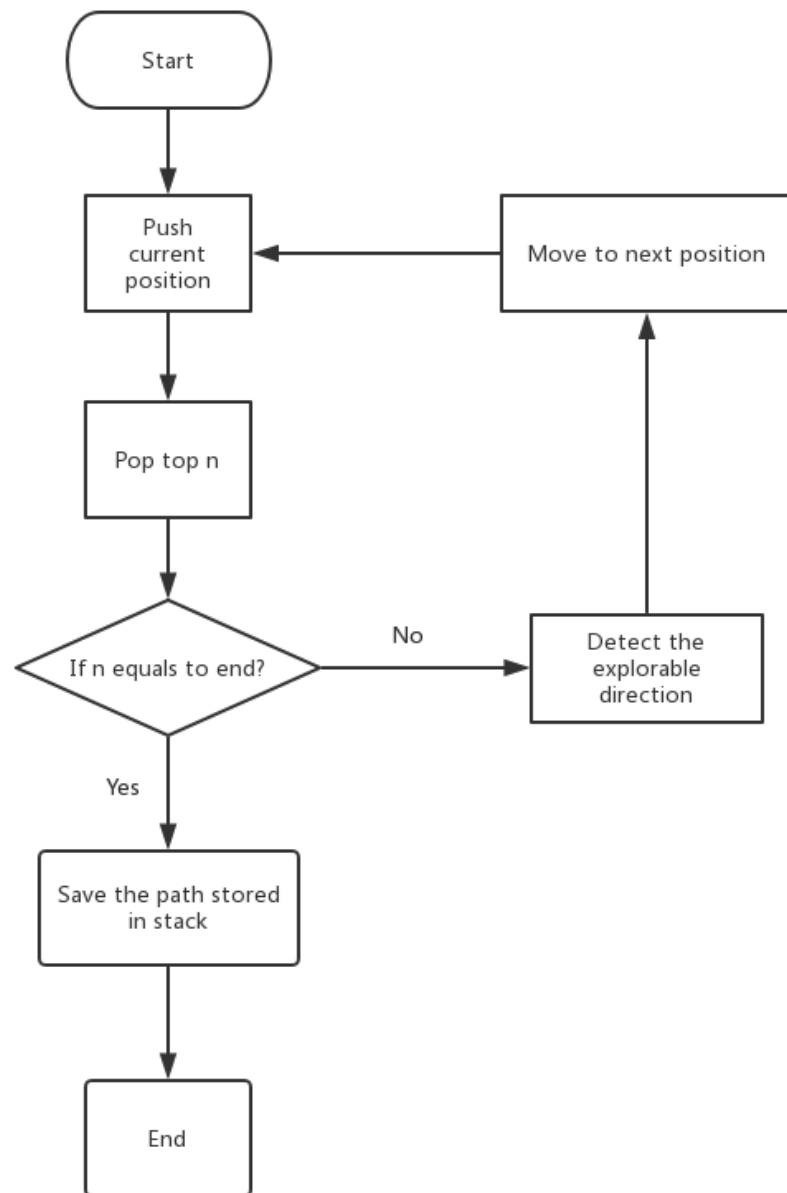 Start
Push
current
position
Move to next position
Pop top n
If n equals to end?
No
Detect the
explorable
direction
Yes
Save the path stored
in stack
End